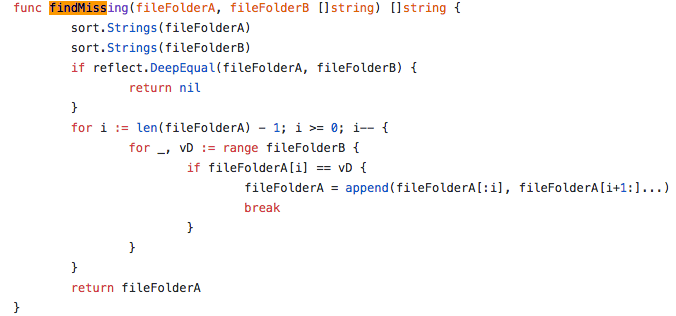 func findMissing(fileFolderA, fileFolderB []string) []string {
sort.Strings(fileFolderA)
sort.Strings(fileFolderB)
if reflect.DeepEqual(fileFolderA, fileFolderB) {
return nil
}
for i := len(fileFolderA) - 1; i >= 0; i-- {
for _, vD := range fileFolderB {
if fileFolderA[i] == vD {
fileFolderA = append(fileFolderA[:i], fileFolderA[i+1:]...)
break
}
}
}
return fileFolderA
}